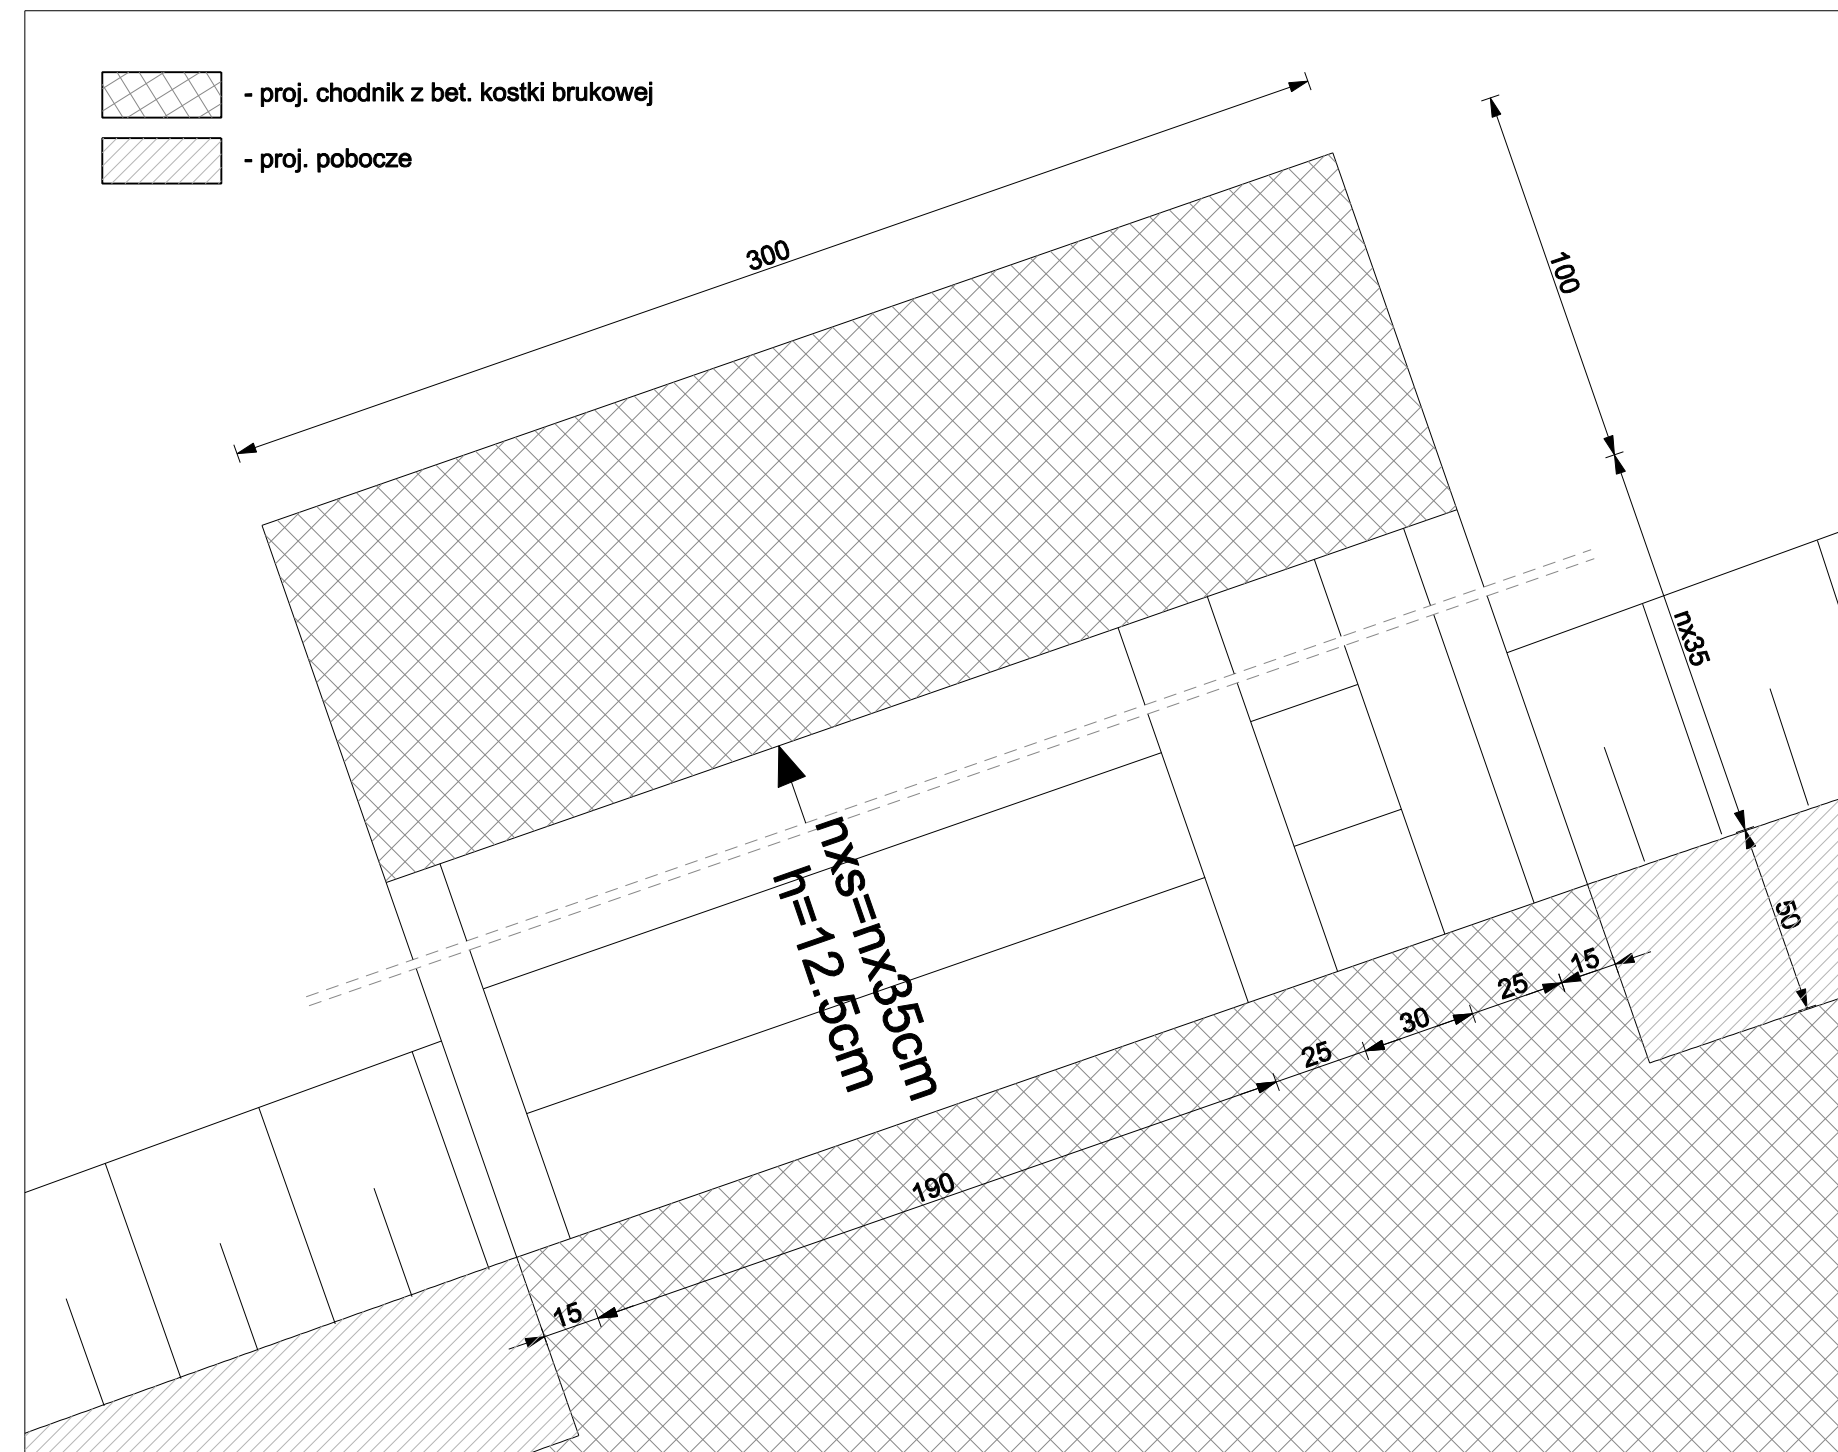 - proj. chodnik z bet. kostki brukowej
- proj. pobocze
300
100
nx35
nxs=nx35cm
h=12.5cm
50
15
25
30
25
190
15